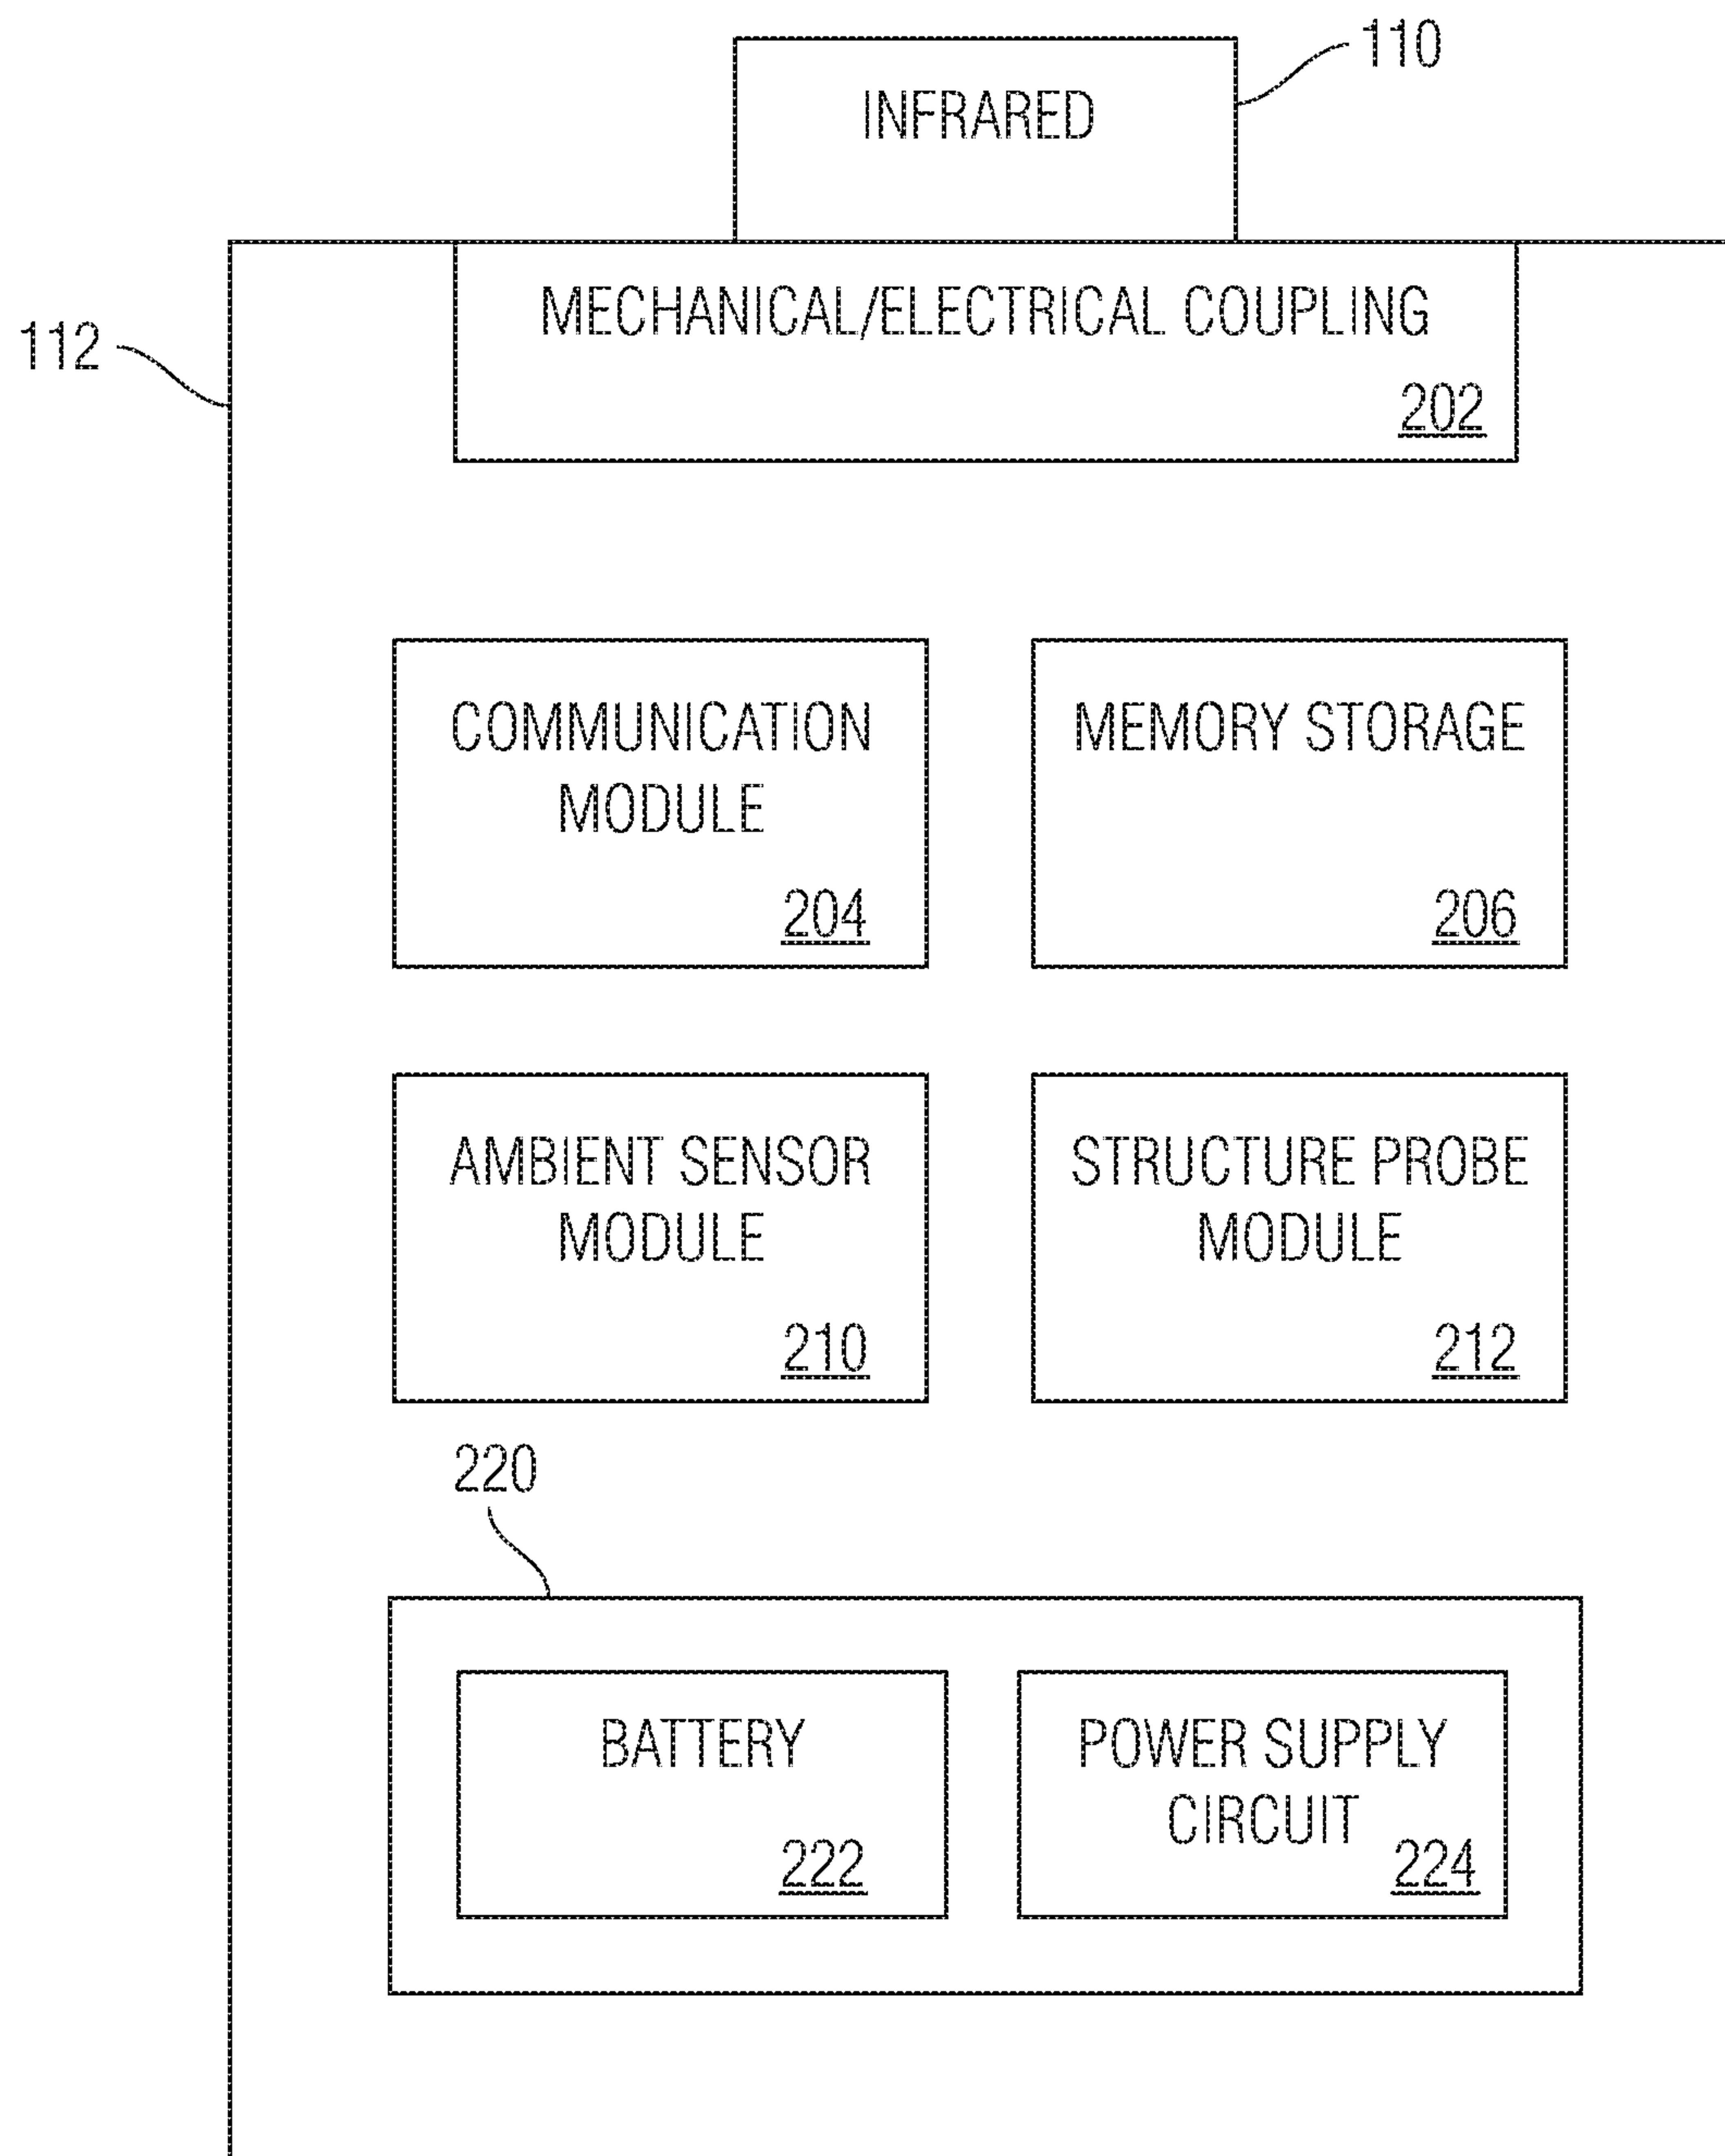 110
INFRARED
112
MECHANICAL/ELECTRICAL COUPLING
202
COMMUNICATION
MODULE
204
MEMORY STORAGE
206
AMBIENT SENSOR
MODULE
210
STRUCTURE PROBE
MODULE
212
220
BATTERY
222
POWER SUPPLY
CIRCUIT
224